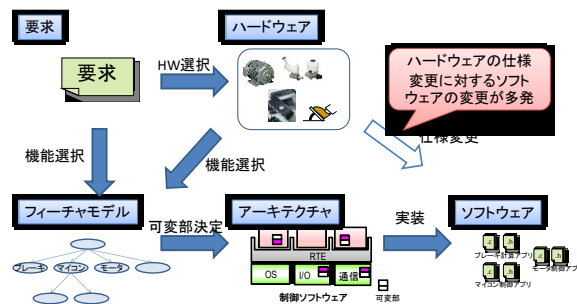 要求
ハードウェア
要求
HW選択
ハードウェアの仕様
変更に対するソフト
ウェアの変更が多発
仕様変更
機能選択
機能選択
フィーチャモデル
可変部決定
アーキテクチャ
実装
ソフトウェア
ブレーキ
マイコン
モータ
RTE
OS
I/O
通信
制御ソフトウェア
可変部
.c
.h
ブレーキ計算アプリ
.c
.h
モータ制御アプ
.c
.h
マイコン制御アプリ